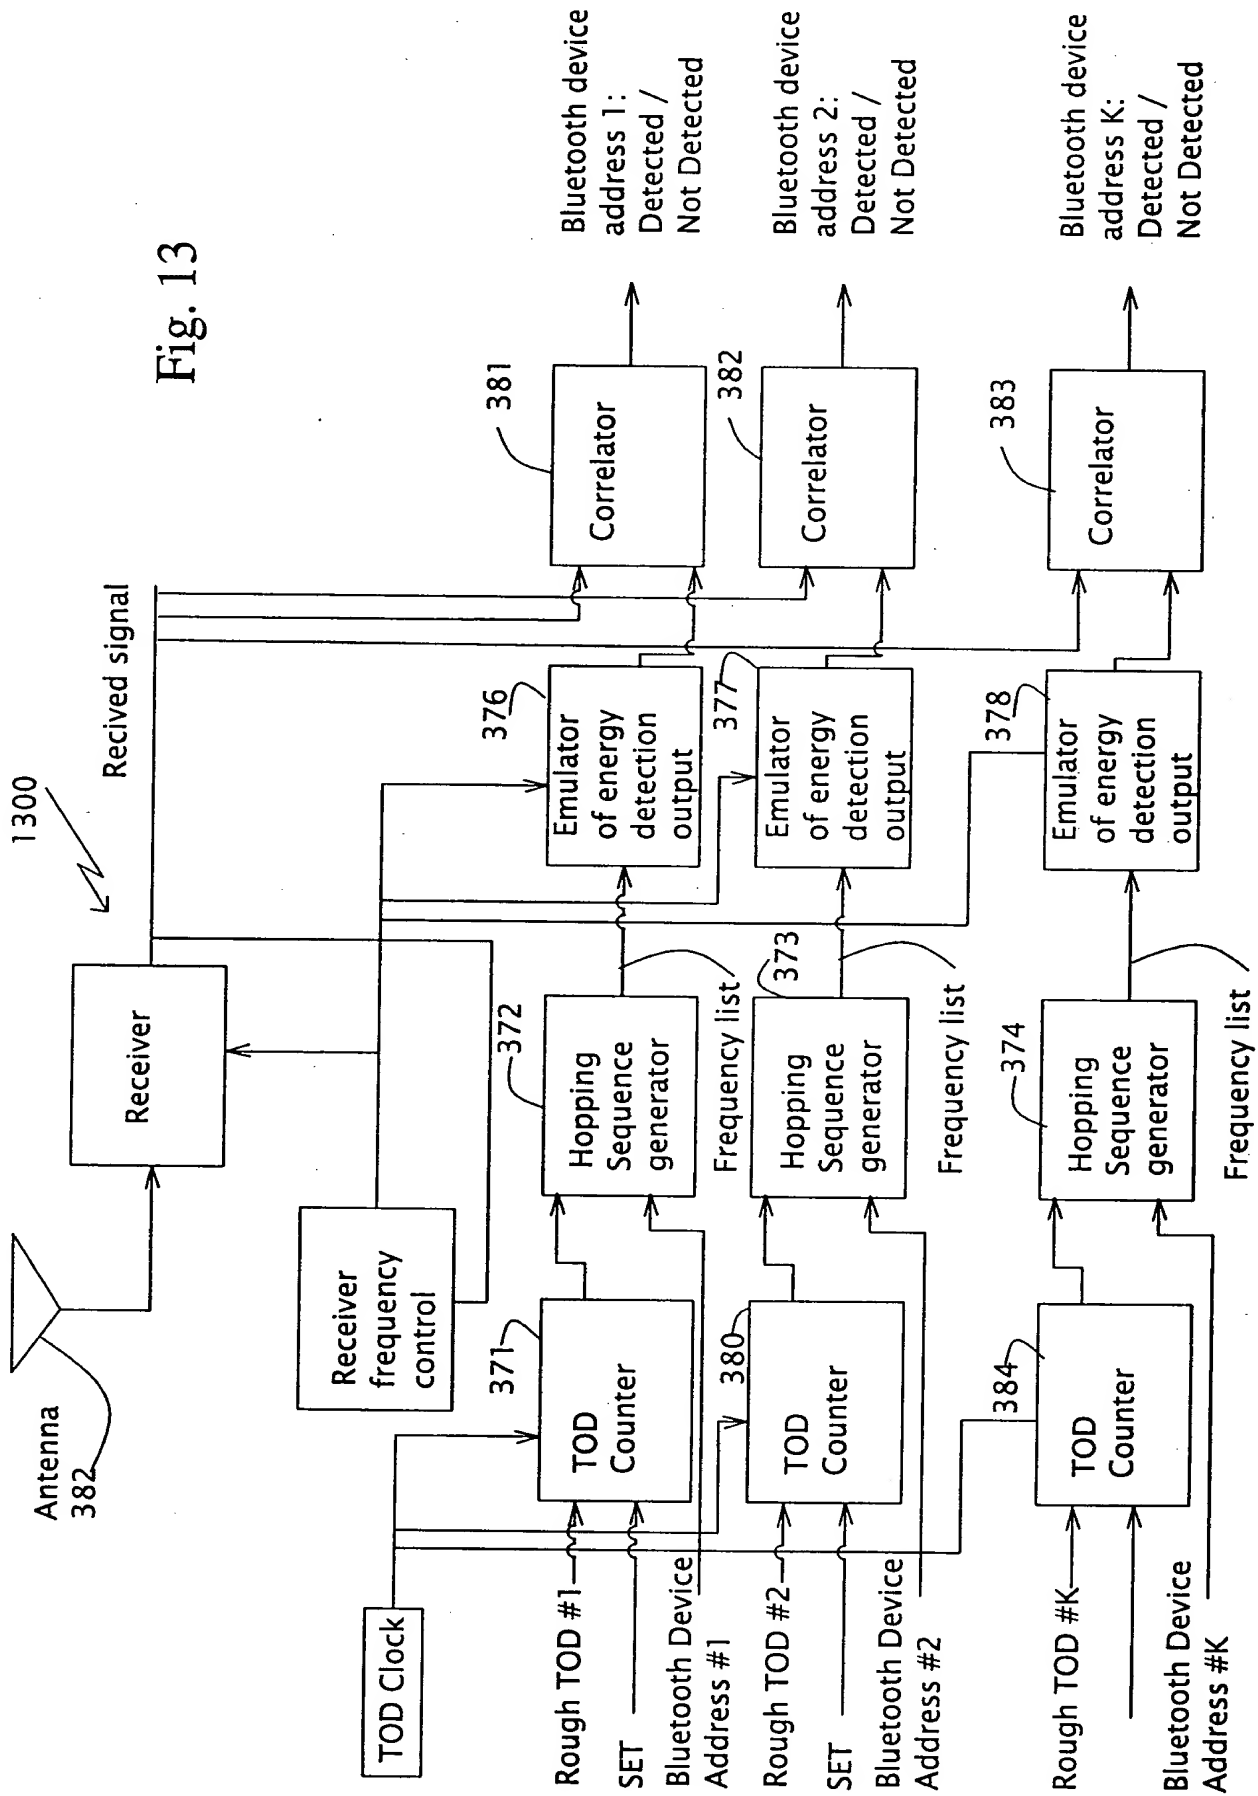 Fig. 13
1300
Antenna
382
Receiver
Recived signal
Receiver
frequency
control
TOD Clock
Rough TOD #1
SET
Bluetooth Device
Address #1
371
TOD
Counter
372
Hopping
Sequence
generator
Frequency list
376
Emulator
of energy
detection
output
381
Correlator
Bluetooth device
address 1:
Detected /
Not Detected
Rough TOD #2
SET
Bluetooth Device
Address #2
380
TOD
Counter
373
Hopping
Sequence
generator
Frequency list
377
Emulator
of energy
detection
output
382
Correlator
Bluetooth device
address 2:
Detected /
Not Detected
Rough TOD #K
Bluetooth Device
Address #K
384
TOD
Counter
374
Hopping
Sequence
generator
Frequency list
378
Emulator
of energy
detection
output
383
Correlator
Bluetooth device
address K:
Detected /
Not Detected